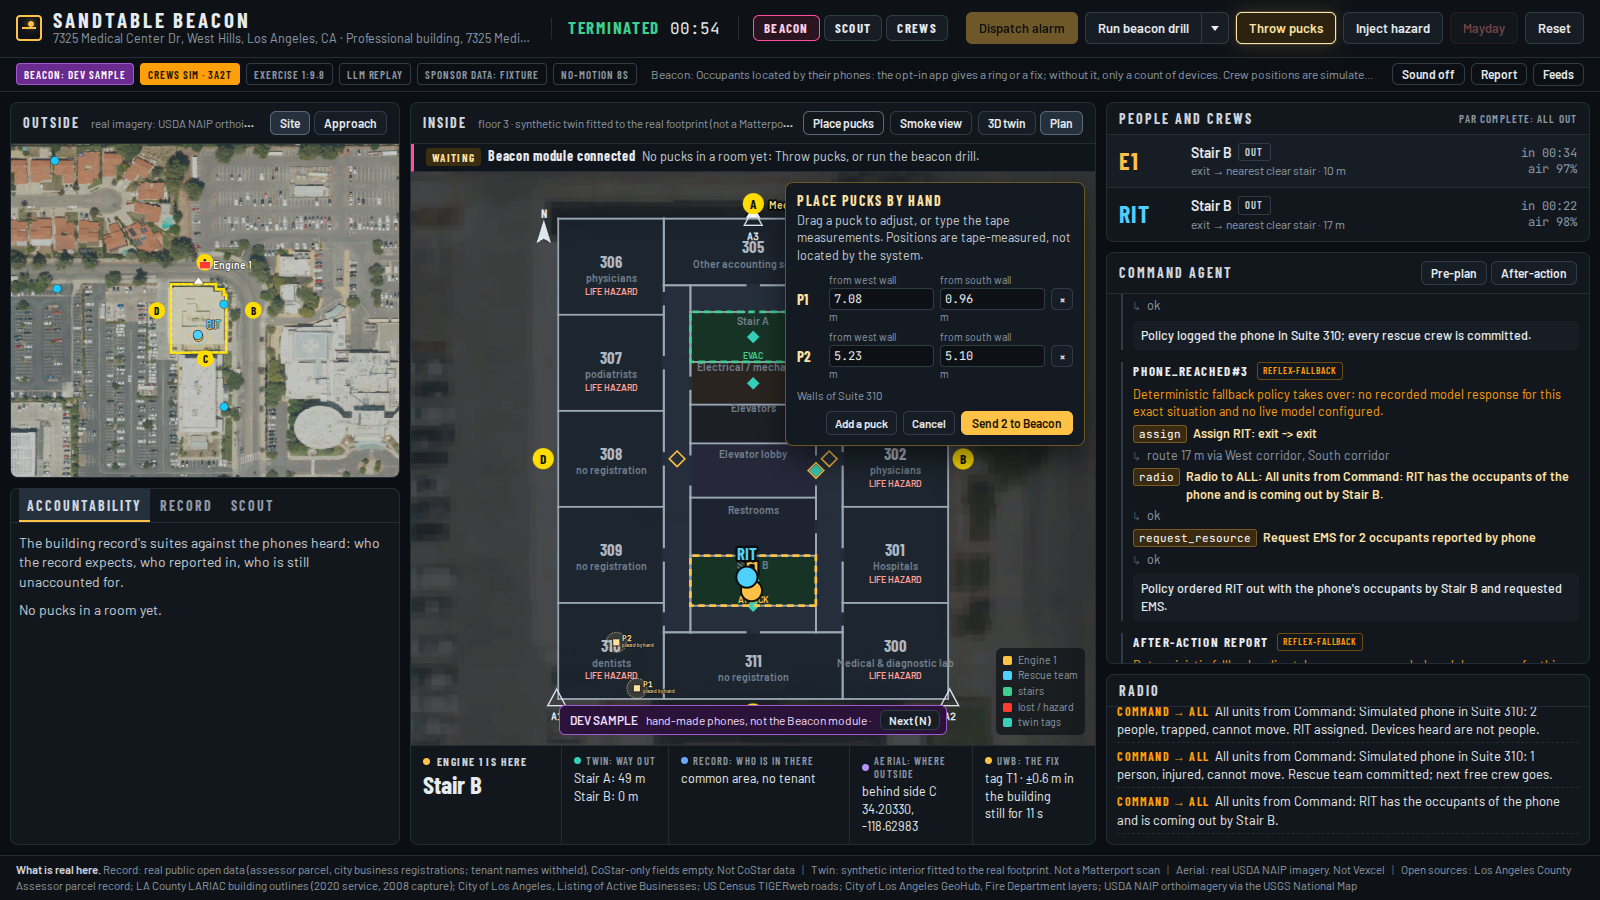 SANDTABLE BEACON
7325 Medical Center Dr, West Hills, Los Angeles, CA · Professional building, 7325 Medi...
TERMINATED 00:54
BEACON SCOUT CREWS
Dispatch alarm Run beacon drill Throw pucks Inject hazard Mayday Reset
BEACON: DEV SAMPLE CREWS SIM · 3A2T EXERCISE 1:9.8 LLM REPLAY SPONSOR DATA: FIXTURE NO-MOTION 8S
Beacon: Occupants located by their phones: the opt-in app gives a ring or a fix; without it, only a count of devices. Crew positions are simulate...
Sound off Report Feeds
OUTSIDE real imagery: USDA NAIP orthoi... Site Approach
Engine 1
D
B
RIT
C
ACCOUNTABILITY RECORD SCOUT
The building record's suites against the phones heard: who
the record expects, who reported in, who is still
unaccounted for.
No pucks in a room yet.
INSIDE floor 3 · synthetic twin fitted to the real footprint (not a Matterpo... Place pucks Smoke view 3D twin Plan
WAITING Beacon module connected No pucks in a room yet: Throw pucks, or run the beacon drill.
N
A
A3
305
306
physicians
LIFE HAZARD
Stair A
EVAC
307
podiatrists
LIFE HAZARD
Elevators
D
308
no registration
Elevator lobby
302
physicians
LIFE HAZARD
B
Restrooms
309
no registration
RIT
301
Hospitals
LIFE HAZARD
P2
placed by hand
dentists
LIFE HAZARD
P1
placed by hand
311
no registration
300
Medical & diagnostic lab
LIFE HAZARD
PLACE PUCKS BY HAND
Drag a puck to adjust, or type the tape
measurements. Positions are tape-measured, not
located by the system.
from west wall from south wall
P1 7.08 0.96 ×
m m
from west wall from south wall
P2 5.23 5.10 ×
m m
Walls of Suite 310
Add a puck Cancel Send 2 to Beacon
Engine 1
Rescue team
stairs
lost / hazard
twin tags
DEV SAMPLE hand-made phones, not the Beacon module · Next (N)
ENGINE 1 IS HERE
Stair B
TWIN: WAY OUT
Stair A: 49 m
Stair B: 0 m
RECORD: WHO IS IN THERE
common area, no tenant
AERIAL: WHERE
OUTSIDE
behind side C
34.20330,
-118.62983
UWB: THE FIX
tag T1 · ±0.6 m in
the building
still for 11 s
PEOPLE AND CREWS PAR COMPLETE: ALL OUT
E1 Stair B OUT in 00:34
exit → nearest clear stair · 10 m air 97%
RIT Stair B OUT in 00:22
exit → nearest clear stair · 17 m air 98%
COMMAND AGENT Pre-plan After-action
↳ ok
Policy logged the phone in Suite 310; every rescue crew is committed.
PHONE_REACHED#3 REFLEX-FALLBACK
Deterministic fallback policy takes over: no recorded model response for this
exact situation and no live model configured.
assign Assign RIT: exit -> exit
↳ route 17 m via West corridor, South corridor
radio Radio to ALL: All units from Command: RIT has the occupants of the
phone and is coming out by Stair B.
↳ ok
request_resource Request EMS for 2 occupants reported by phone
↳ ok
Policy ordered RIT out with the phone's occupants by Stair B and requested
EMS.
AFTER-ACTION REPORT REFLEX-FALLBACK
RADIO
COMMAND → ALL All units from Command: Simulated phone in Suite 310: 2
people, trapped, cannot move. RIT assigned. Devices heard are not people.
COMMAND → ALL All units from Command: Simulated phone in Suite 310: 1
person, injured, cannot move. Rescue team committed; next free crew goes.
COMMAND → ALL All units from Command: RIT has the occupants of the phone
and is coming out by Stair B.
What is real here. Record: real public open data (assessor parcel, city business registrations; tenant names withheld), CoStar-only fields empty. Not CoStar data | Twin: synthetic interior fitted to the real footprint. Not a Matterport scan | Aerial: real USDA NAIP imagery. Not Vexcel | Open sources: Los Angeles County
Assessor parcel record; LA County LARIAC building outlines (2020 service, 2008 capture); City of Los Angeles, Listing of Active Businesses; US Census TIGERweb roads; City of Los Angeles GeoHub, Fire Department layers; USDA NAIP orthoimagery via the USGS National Map